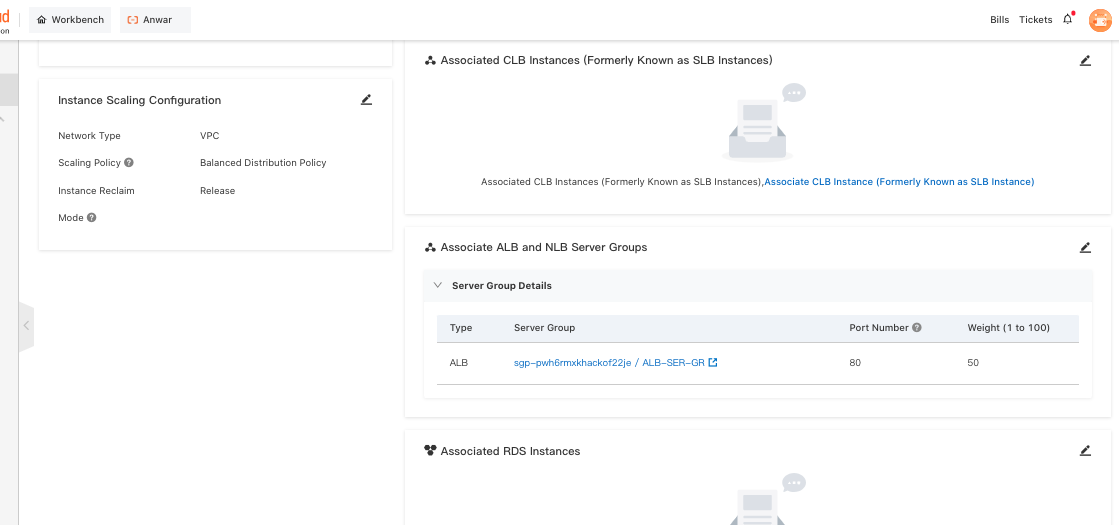 Workbench
Anwar
Bills
Tickets
on
Instance Scaling Configuration
Network Type VPC
Scaling Policy Balanced Distribution Policy
Instance Reclaim Release
Mode
Associated CLB Instances (Formerly Known as SLB Instances)
Associated CLB Instances (Formerly Known as SLB Instances),Associate CLB Instance (Formerly Known as SLB Instance)
Associate ALB and NLB Server Groups
Server Group Details
Type Server Group Port Number Weight (1 to 100)
ALB sgp-pwh6rmxkhackof22je / ALB-SER-GR 80 50
Associated RDS Instances